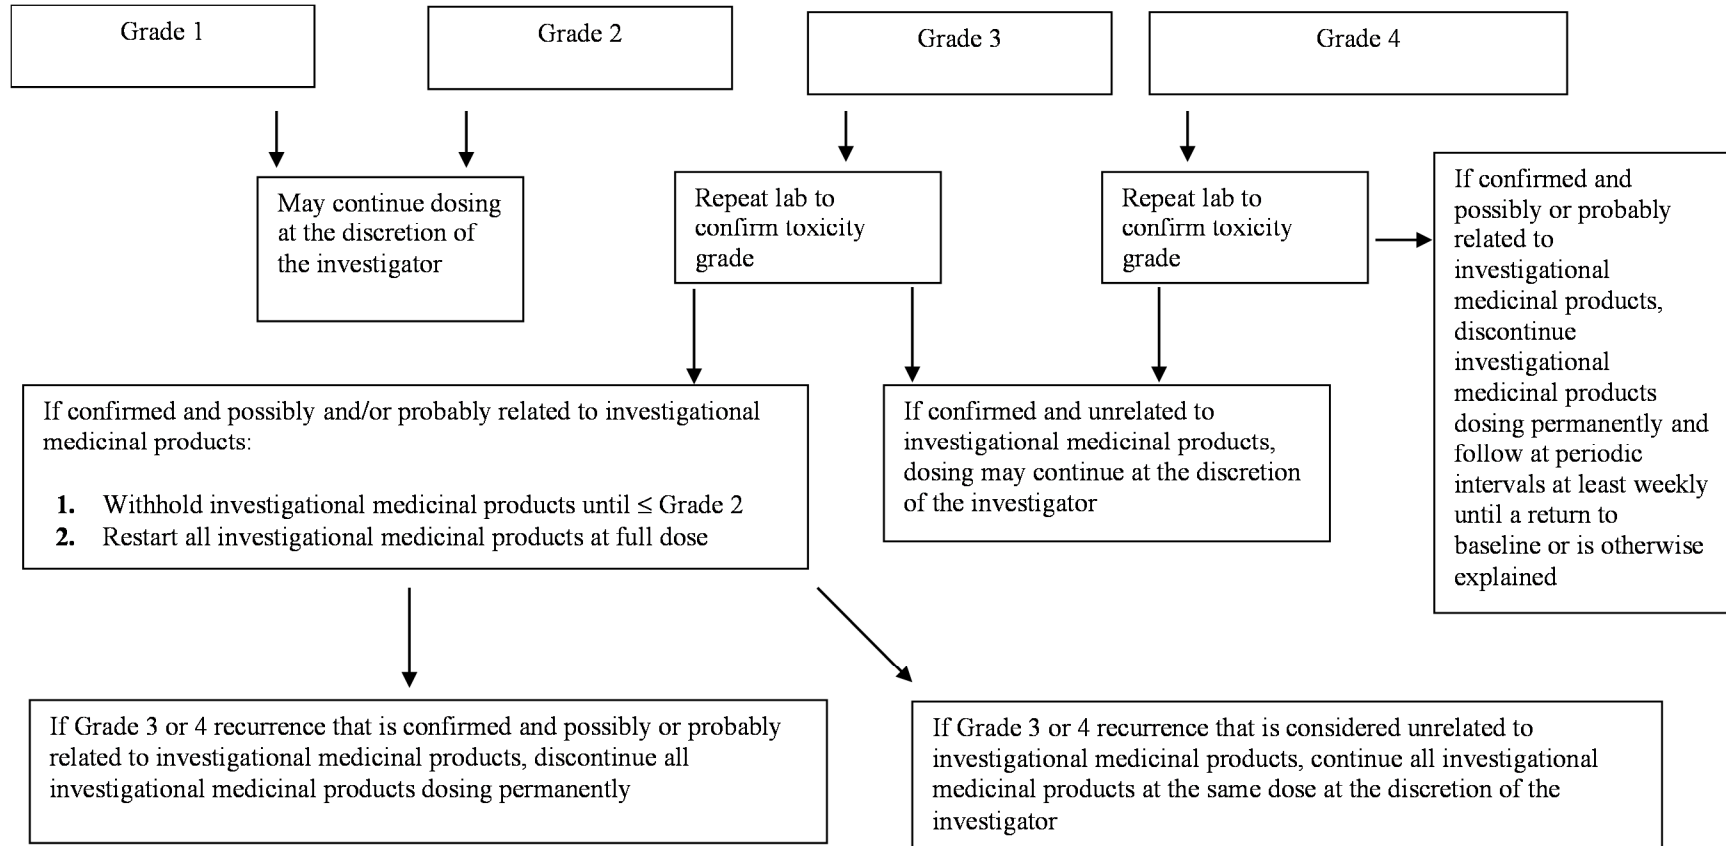 Grade 1
Grade 2
Grade 3
Grade 4
May continue dosing
at the discretion of
the investigator
Repeat lab to
confirm toxicity
grade
Repeat lab to
confirm toxicity
grade
If confirmed and
possibly or probably
related to
investigational
medicinal products,
discontinue
investigational
medicinal products
dosing permanently and
follow at periodic
intervals at least weekly
until a return to
baseline or is otherwise
explained
If confirmed and possibly and/or probably related to investigational
medicinal products:
1. Withhold investigational medicinal products until ≤ Grade 2
2. Restart all investigational medicinal products at full dose
If confirmed and unrelated to
investigational medicinal products,
dosing may continue at the discretion
of the investigator
If Grade 3 or 4 recurrence that is confirmed and possibly or probably
related to investigational medicinal products, discontinue all
investigational medicinal products dosing permanently
If Grade 3 or 4 recurrence that is considered unrelated to
investigational medicinal products, continue all investigational
medicinal products at the same dose at the discretion of the
investigator